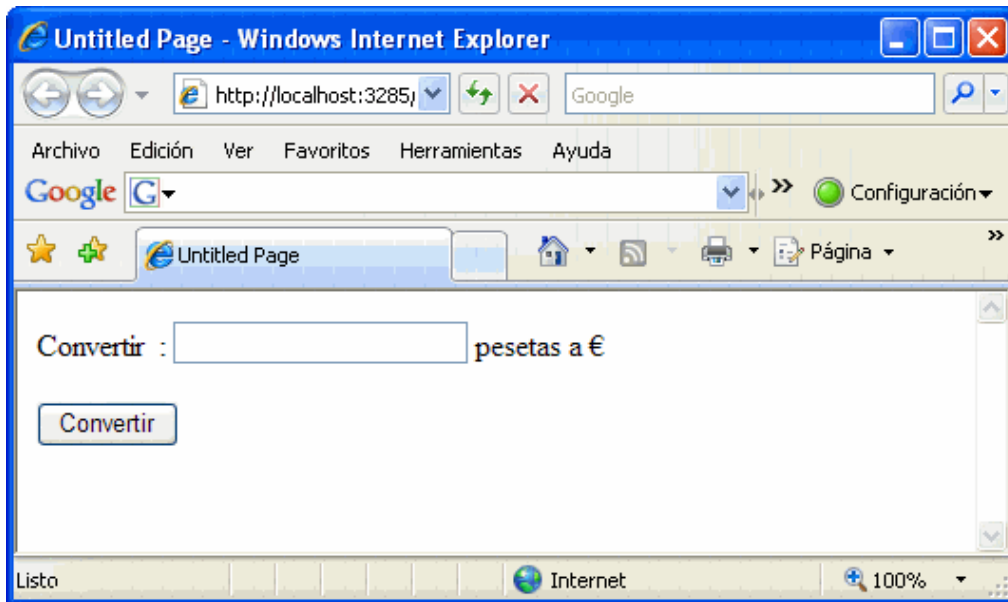 Untitled Page - Windows Internet Explorer
http://localhost:3285/
Google
Archivo Edición Ver Favoritos Herramientas Ayuda
Google G Configuración
Untitled Page Página
Convertir : pesetas a €
Convertir
Listo Internet 100%